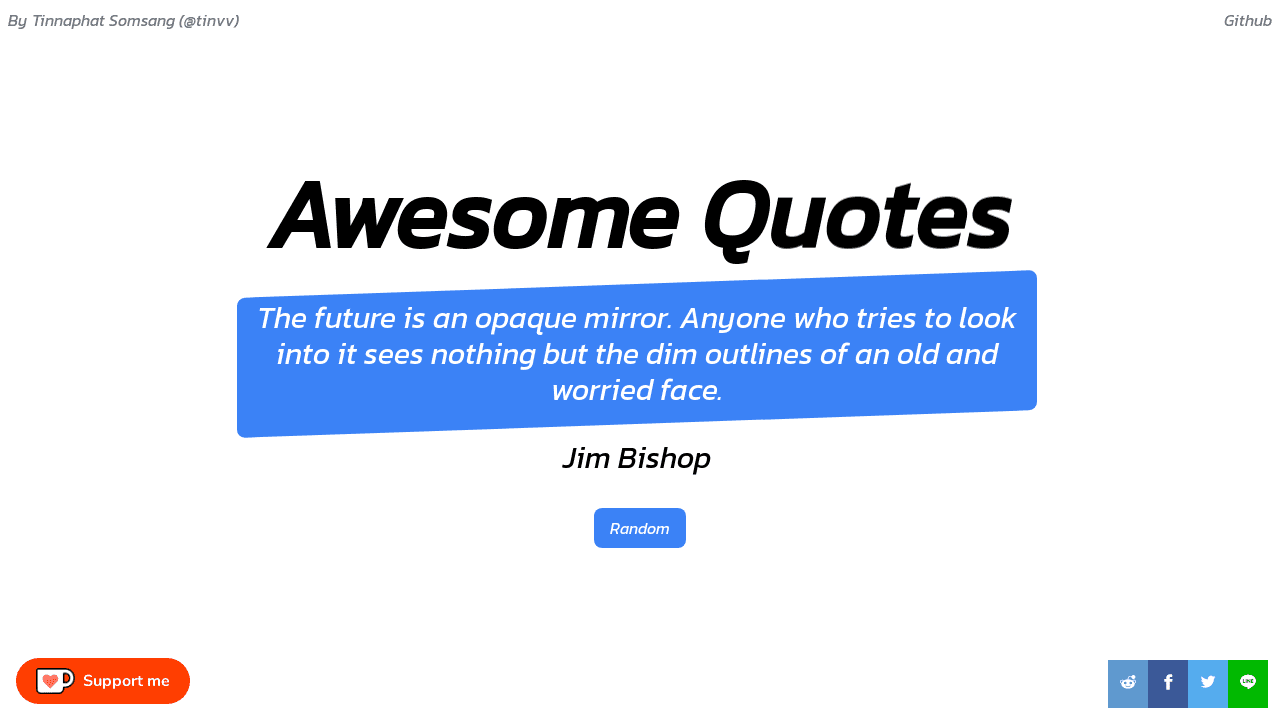 By Tinnaphat Somsang (@tinvv)
Github
Awesome Quotes
The future is an opaque mirror. Anyone who tries to look
into it sees nothing but the dim outlines of an old and
worried face.
Jim Bishop
Random
Support me
LINE